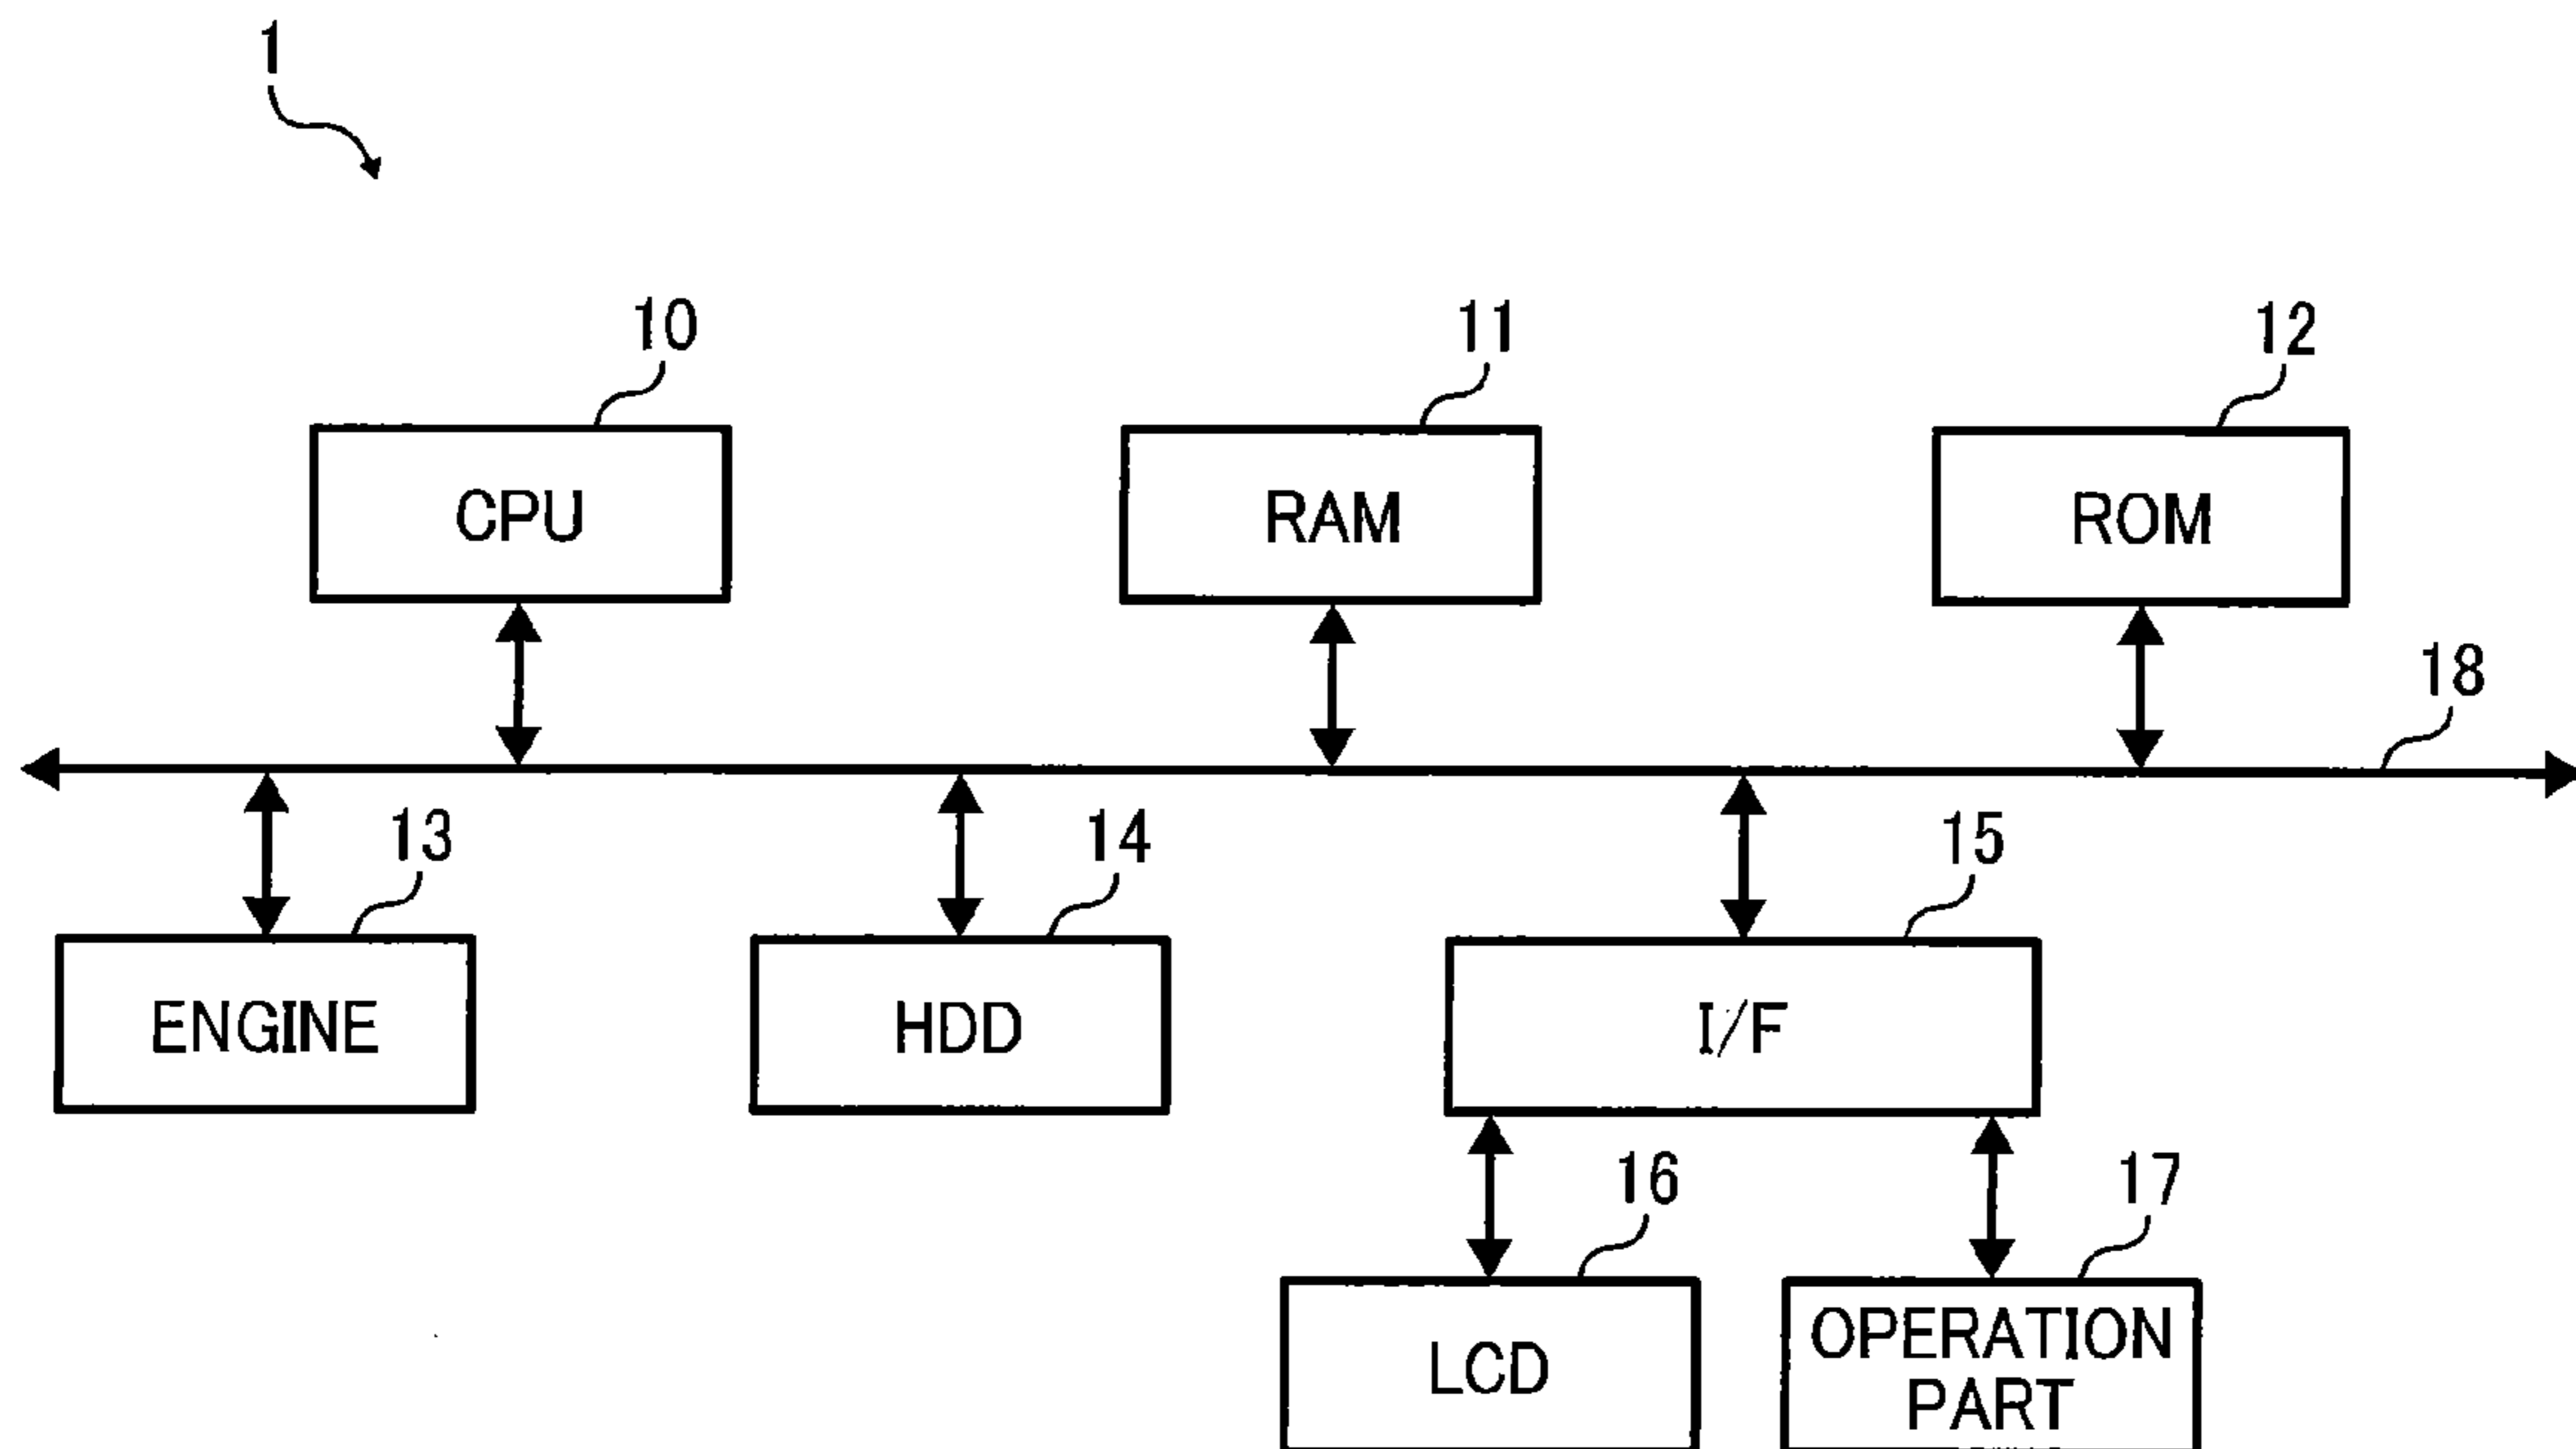 1
10
11
12
CPU
RAM
ROM
18
13
14
15
ENGINE
HDD
I/F
16
17
LCD
OPERATION
PART